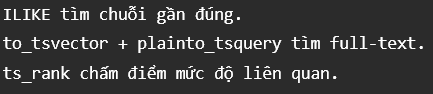 ILIKE tìm chuỗi gần đúng.
to_tsvector + plainto_tsquery tìm full-text.
ts_rank chấm điểm mức độ liên quan.